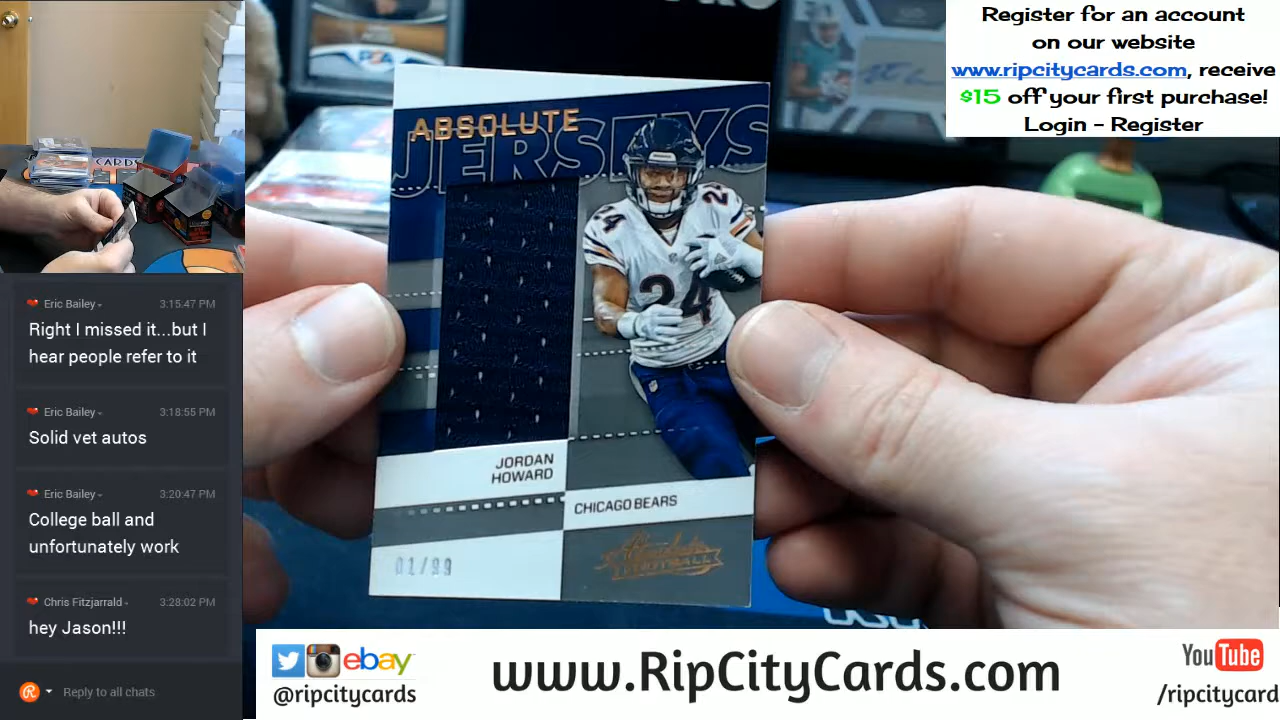 Register for an account
on our website
www.ripcitycards.com, receive
$15 off your first purchase!
Login - Register
CARDS
ABSOLUTE
JERSEYS
24
24
24
JORDAN
HOWARD
CHICAGO BEARS
01/99
Absolute
FOOTBALL
Eric Bailey 3:15:47 PM
Right I missed it...but I
hear people refer to it
Eric Bailey 3:18:55 PM
Solid vet autos
Eric Bailey 3:20:47 PM
College ball and
unfortunately work
Chris Fitzjarrald 3:28:02 PM
hey Jason!!!
Reply to all chats
ebay
@ripcitycards
www.RipCityCards.com
YouTube
/ripcitycard